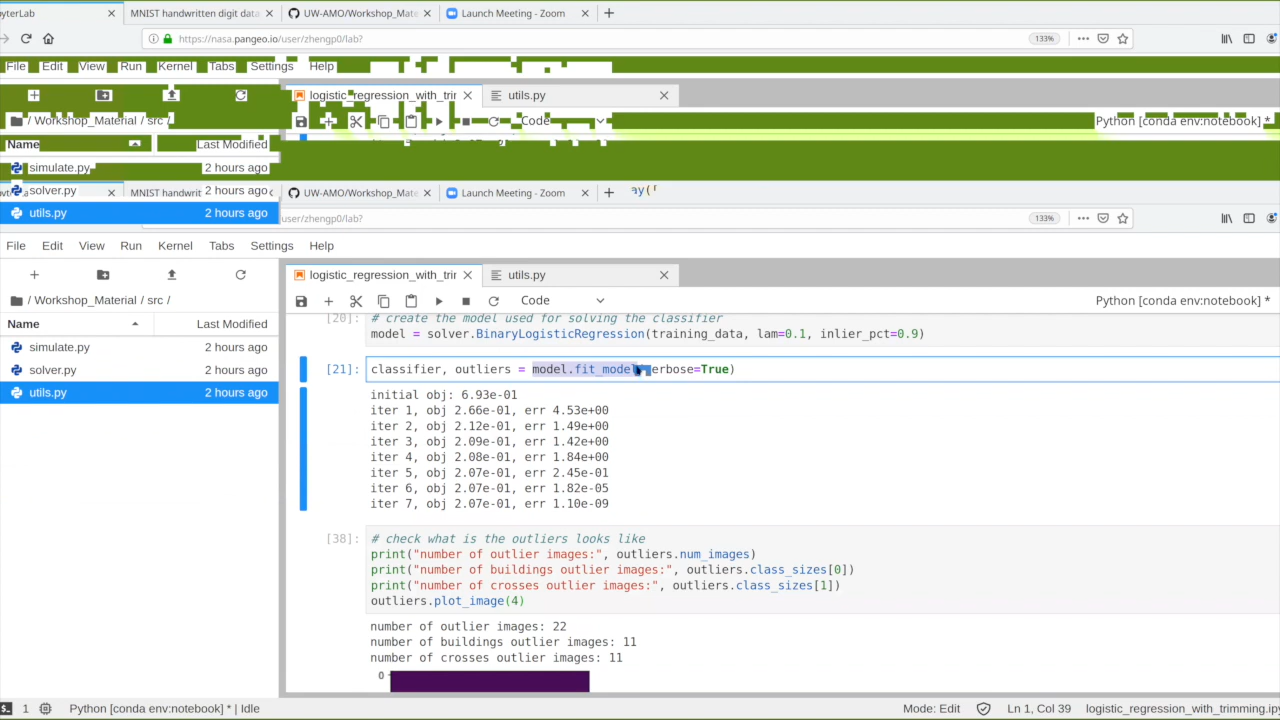 pyterLab
MNIST handwritten digit data
UW-AMO/Workshop_Mate
Launch Meeting - Zoom
https://nasa.pangeo.io/user/zhengp0/lab?
133%
File Edit View Run Kernel Tabs Settings Help
logistic_regression_with_trir
utils.py
/ Workshop_Material / src /
Code
Python [conda env:notebook] *
Name
Last Modified
simulate.py
2 hours ago
solver.py
2 hours ago
MNIST handwrit
UW-AMO/Workshop_Mate
Launch Meeting - Zoom
utils.py
2 hours ago
user/zhengp0/lab?
133%
File Edit View Run Kernel Tabs Settings Help
logistic_regression_with_trir
utils.py
/ Workshop_Material / src /
Code
Python [conda env:notebook] *
Name
Last Modified
simulate.py
2 hours ago
solver.py
2 hours ago
utils.py
2 hours ago
[20]:
# create the model used for solving the classifier
model = solver.BinaryLogisticRegression(training_data, lam=0.1, inlier_pct=0.9)
[21]:
classifier, outliers = model.fit_model erbose=True)
initial obj: 6.93e-01
iter 1, obj 2.66e-01, err 4.53e+00
iter 2, obj 2.12e-01, err 1.49e+00
iter 3, obj 2.09e-01, err 1.42e+00
iter 4, obj 2.08e-01, err 1.84e+00
iter 5, obj 2.07e-01, err 2.45e-01
iter 6, obj 2.07e-01, err 1.82e-05
iter 7, obj 2.07e-01, err 1.10e-09
[38]:
# check what is the outliers looks like
print("number of outlier images:", outliers.num_images)
print("number of buildings outlier images:", outliers.class_sizes[0])
print("number of crosses outlier images:", outliers.class_sizes[1])
outliers.plot_image(4)
number of outlier images: 22
number of buildings outlier images: 11
number of crosses outlier images: 11
0
1
Python [conda env:notebook] * | Idle
Mode: Edit
Ln 1, Col 39
logistic_regression_with_trimming.ip